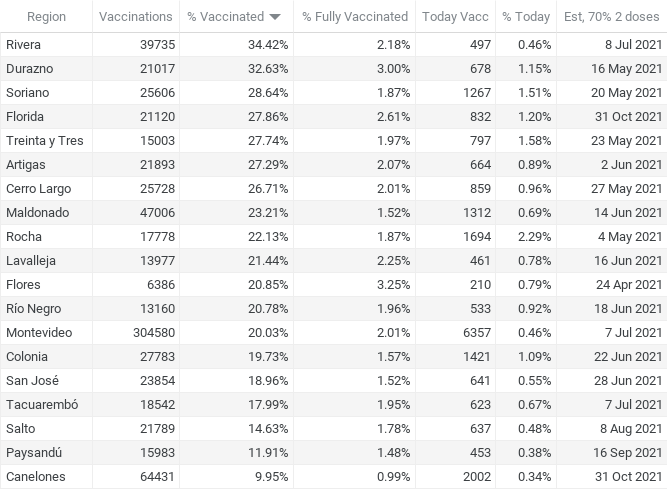 Region Vaccinations % Vaccinated % Fully Vaccinated Today Vacc % Today Est, 70% 2 doses
Rivera 39735 34.42% 2.18% 497 0.46% 8 Jul 2021
Durazno 21017 32.63% 3.00% 678 1.15% 16 May 2021
Soriano 25606 28.64% 1.87% 1267 1.51% 20 May 2021
Florida 21120 27.86% 2.61% 832 1.20% 31 Oct 2021
Treinta y Tres 15003 27.74% 1.97% 797 1.58% 23 May 2021
Artigas 21893 27.29% 2.07% 664 0.89% 2 Jun 2021
Cerro Largo 25728 26.71% 2.01% 859 0.96% 27 May 2021
Maldonado 47006 23.21% 1.52% 1312 0.69% 14 Jun 2021
Rocha 17778 22.13% 1.87% 1694 2.29% 4 May 2021
Lavalleja 13977 21.44% 2.25% 461 0.78% 16 Jun 2021
Flores 6386 20.85% 3.25% 210 0.79% 24 Apr 2021
Río Negro 13160 20.78% 1.96% 533 0.92% 18 Jun 2021
Montevideo 304580 20.03% 2.01% 6357 0.46% 7 Jul 2021
Colonia 27783 19.73% 1.57% 1421 1.09% 22 Jun 2021
San José 23854 18.96% 1.52% 641 0.55% 28 Jun 2021
Tacuarembó 18542 17.99% 1.95% 623 0.67% 7 Jul 2021
Salto 21789 14.63% 1.78% 637 0.48% 8 Aug 2021
Paysandú 15983 11.91% 1.48% 453 0.38% 16 Sep 2021
Canelones 64431 9.95% 0.99% 2002 0.34% 31 Oct 2021